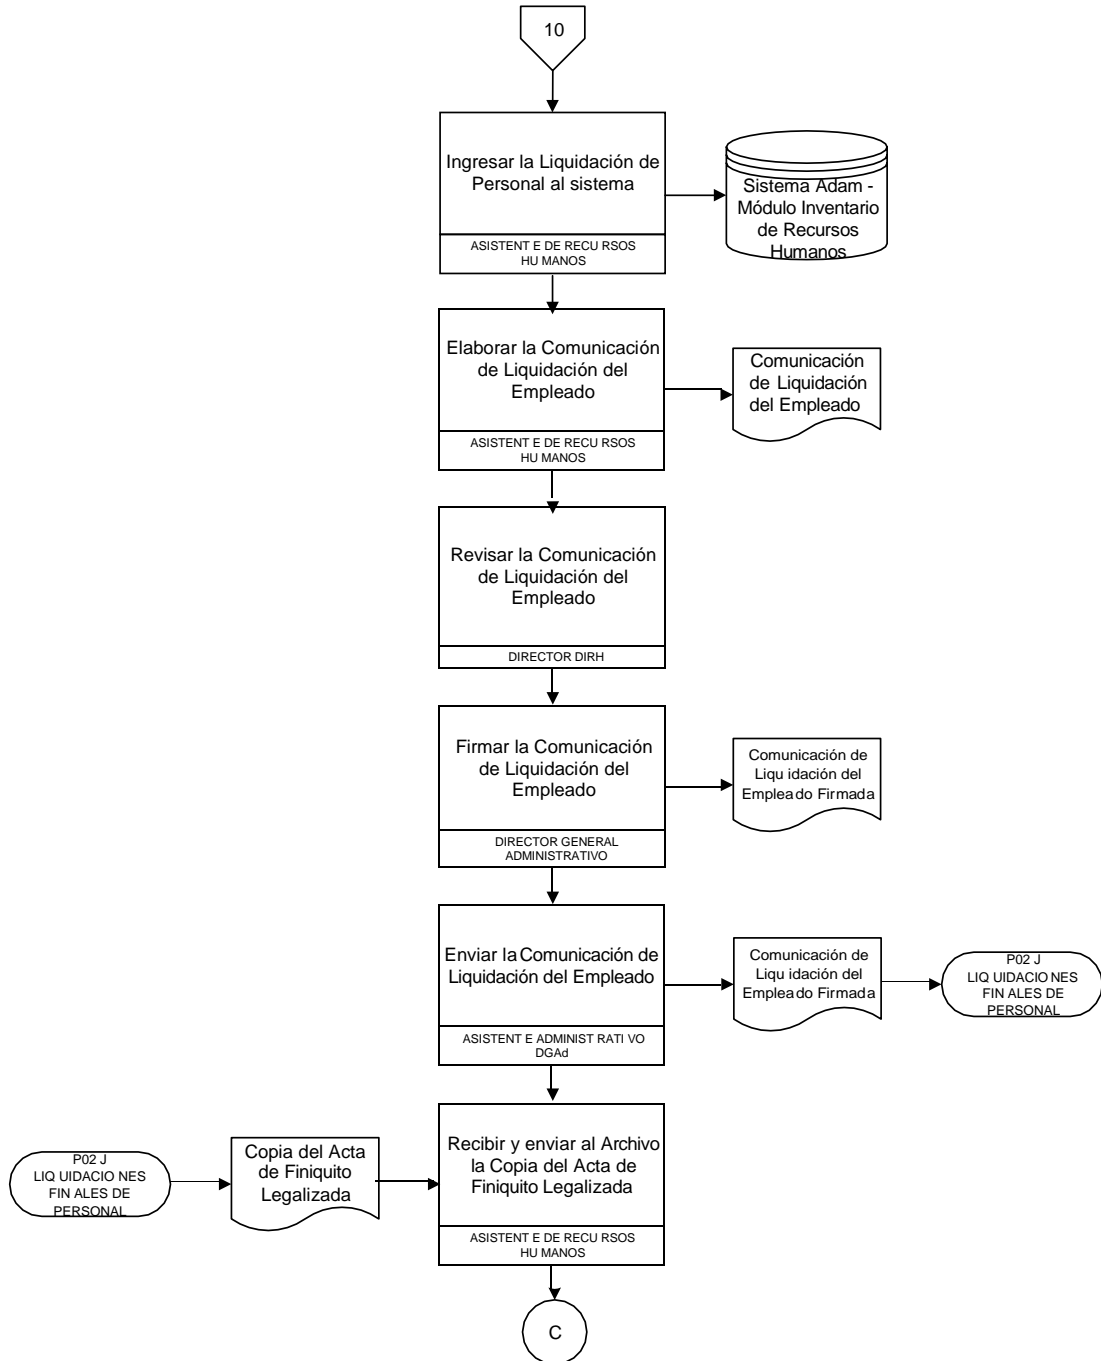 10
Ingresar la Liquidación de
Personal al sistema
ASISTENT E DE RECU RSOS
HU MANOS
Sistema Adam -
Módulo Inventario
de Recursos
Humanos
Elaborar la Comunicación
de Liquidación del
Empleado
ASISTENT E DE RECU RSOS
HU MANOS
Comunicación
de Liquidación
del Empleado
Revisar la Comunicación
de Liquidación del
Empleado
DIRECTOR DIRH
Firmar la Comunicación
de Liquidación del
Empleado
DIRECTOR GENERAL
ADMINISTRATIVO
Comunicación de
Liqu idación del
Emplea do Firmada
Enviar la Comunicación de
Liquidación del Empleado
ASISTENT E ADMINIST RATI VO
DGAd
Comunicación de
Liqu idación del
Emplea do Firmada
P02 J
LIQ UIDACIO NES
FIN ALES DE
PERSONAL
P02 J
LIQ UIDACIO NES
FIN ALES DE
PERSONAL
Copia del Acta
de Finiquito
Legalizada
Recibir y enviar al Archivo
la Copia del Acta de
Finiquito Legalizada
ASISTENT E DE RECU RSOS
HU MANOS
C